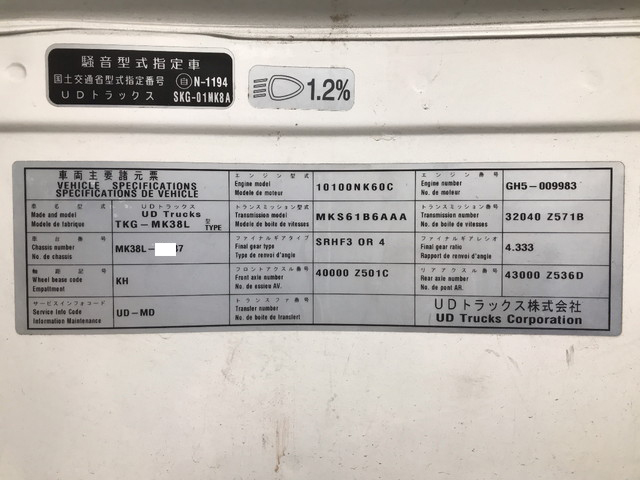 騒音型式指定車
国土交通省型式指定番号 自 N-1194
UDトラックス SKG-01MK8A
1.2%
車両主要諸元票
VEHICLE SPECIFICATIONS
SPECIFICATIONS DE VEHICLE
エンジン型式
Engine model
Modele de moteur
10100NK60C
エンジン番号
Engine number
No. de moteur
GH5-009983
車名型式
Made and model
Modele de fabrique
UDトラックス
UD Trucks
TKG-MK38L 型 TYPE
トランスミッション型式
Transmission model
Modele de boite de vitesses
MKS61B6AAA
トランスミッション番号
Transmission number
No. de boite de vitesses
32040 Z571B
車台番号
Chassis number
No. de chassis
MK38L- 37
ファイナルギアタイプ
Final gear type
Type de renvoi d'angle
SRHF3 OR 4
ファイナルギアレシオ
Final gear ratio
Rapport de renvoi d'angle
4.333
軸距記号
Wheel base code
Empattment
KH
フロントアクスル番号
Front axle number
No. de essieu AV.
40000 Z501C
リアアクスル番号
Rear axle number
No. de pont AR.
43000 Z536D
サービスインフォコード
Service info Code
Information Maintenance
UD-MD
トランスファ番号
Transfer number
No. de boite de transfert
UDトラックス株式会社
UD Trucks Corporation